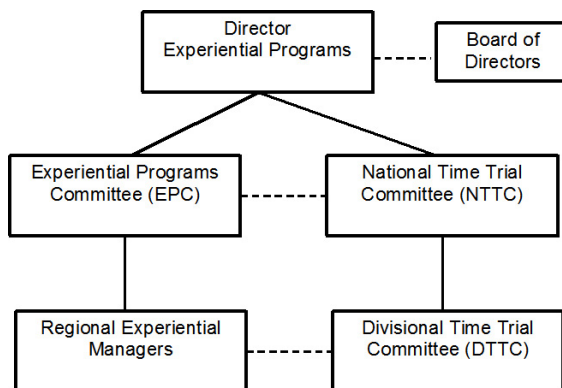 Director
Experiential Programs
Board of
Directors
Experiential Programs
Committee (EPC)
National Time Trial
Committee (NTTC)
Regional Experiential
Managers
Divisional Time Trial
Committee (DTTC)